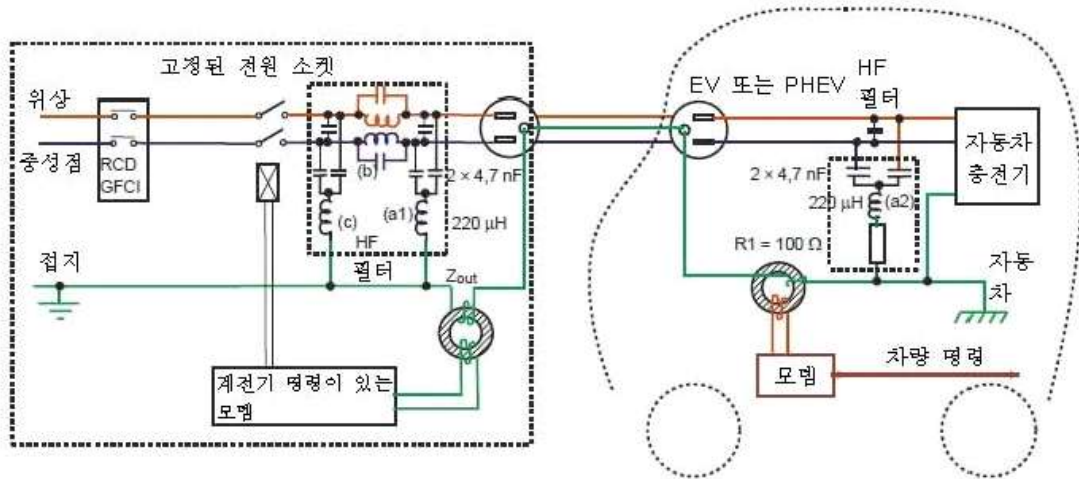 고정된 전원 소켓
위상
중성점
RCD
GFCI
(b)
2 × 4,7 nF
(c)
(a1)
220 μH
HF
필터
접지
Zout
계전기 명령이 있는
모뎀
EV 또는 PHEV
HF
필터
자동차
충전기
2 × 4,7 nF
220 μH
(a2)
R1 = 100 Ω
자동
차
모뎀
차량 명령